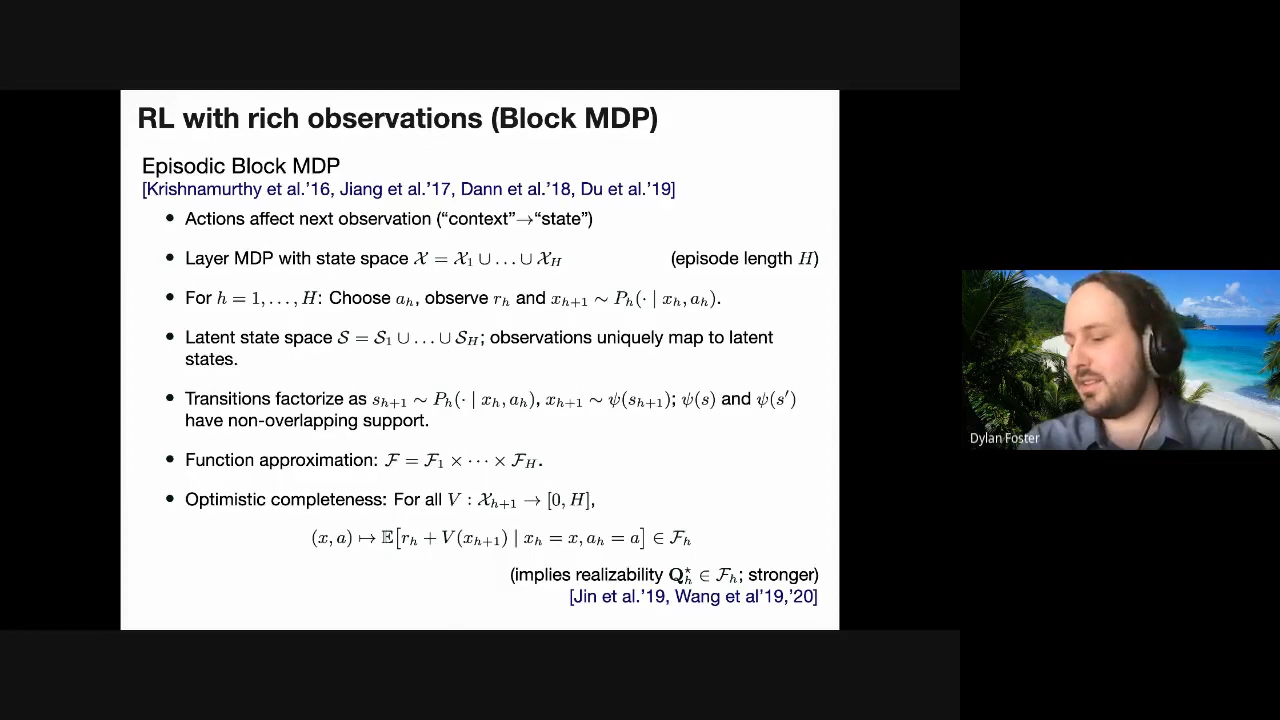 RL with rich observations (Block MDP)
Episodic Block MDP
[Krishnamurthy et al.'16, Jiang et al.'17, Dann et al.'18, Du et al.'19]
• Actions affect next observation (“context”→“state”)
• Layer MDP with state space 𝒳 = 𝒳₁ ∪ … ∪ 𝒳_H (episode length H)
• For h = 1, …, H: Choose a_h, observe r_h and x_{h+1} ∼ P_h(· | x_h, a_h).
• Latent state space 𝒮 = 𝒮₁ ∪ … ∪ 𝒮_H; observations uniquely map to latent
states.
• Transitions factorize as s_{h+1} ∼ P_h(· | x_h, a_h), x_{h+1} ∼ ψ(s_{h+1}); ψ(s) and ψ(s′)
have non-overlapping support.
• Function approximation: ℱ = ℱ₁ × ⋯ × ℱ_H.
• Optimistic completeness: For all V : 𝒳_{h+1} → [0, H],
(x, a) ↦ 𝔼[r_h + V(x_{h+1}) | x_h = x, a_h = a] ∈ ℱ_h
(implies realizability Q⋆_h ∈ ℱ_h; stronger)
[Jin et al.'19, Wang et al'19,'20]
Dylan Foster